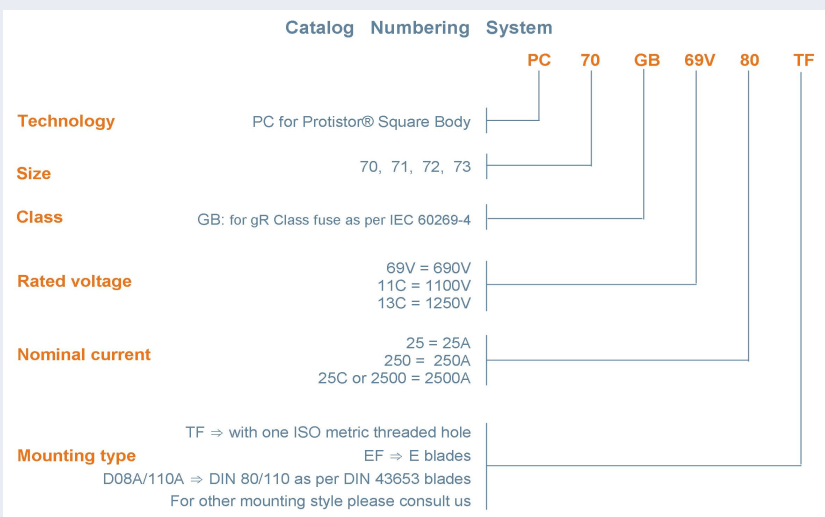 Catalog Numbering System
PC 70 GB 69V 80 TF
Technology PC for Protistor® Square Body
Size 70, 71, 72, 73
Class GB: for gR Class fuse as per IEC 60269-4
69V = 690V
Rated voltage 11C = 1100V
13C = 1250V
25 = 25A
Nominal current 250 = 250A
25C or 2500 = 2500A
TF ⇒ with one ISO metric threaded hole
Mounting type EF ⇒ E blades
D08A/110A ⇒ DIN 80/110 as per DIN 43653 blades
For other mounting style please consult us